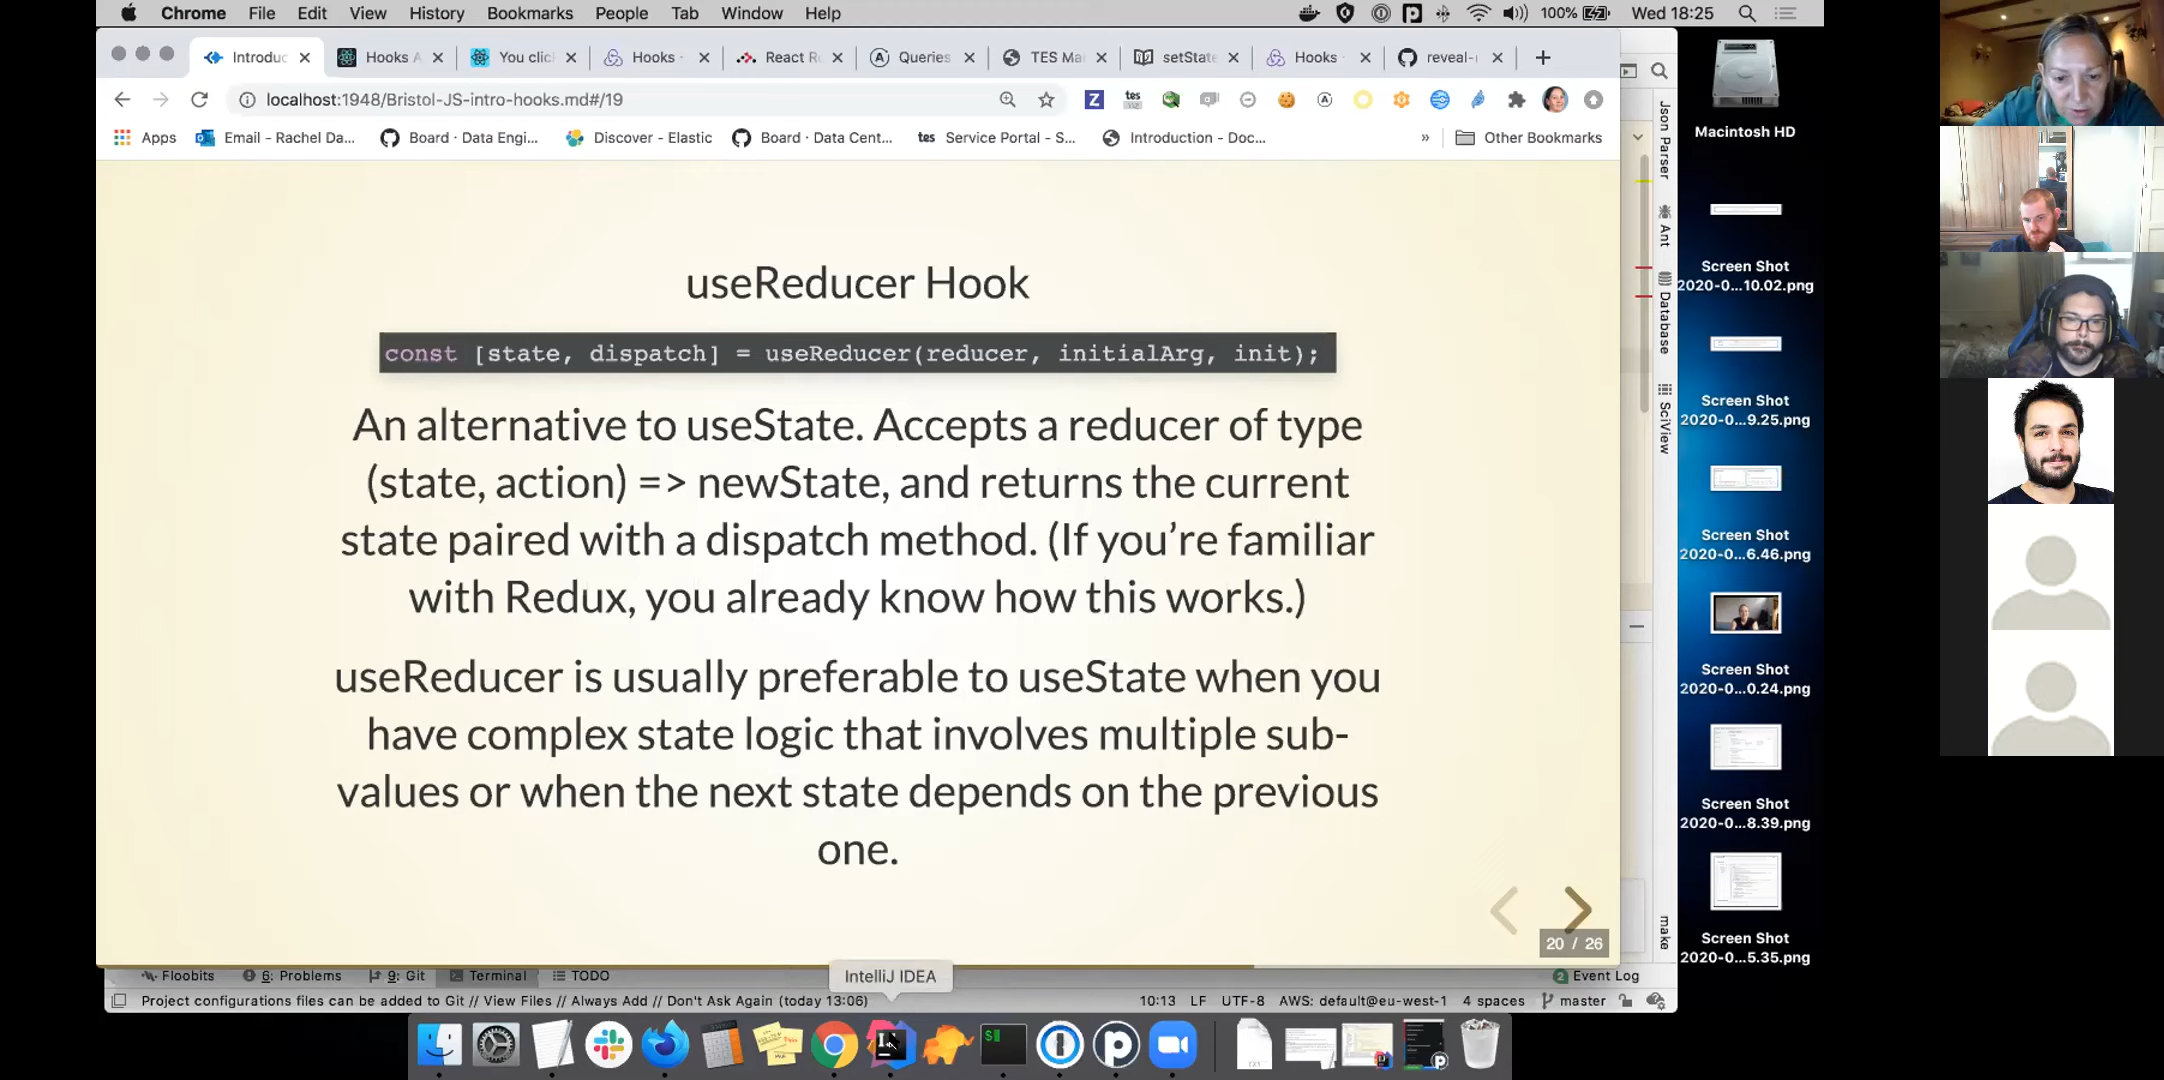 Chrome File Edit View History Bookmarks People Tab Window Help 100% Wed 18:25
Introduc Hooks A You clic Hooks - React R Queries TES Ma setState Hooks reveal-
localhost:1948/Bristol-JS-intro-hooks.md#/19
Apps Email - Rachel Da... Board · Data Engi... Discover - Elastic Board · Data Cent... tes Service Portal - S... Introduction - Doc... » Other Bookmarks
useReducer Hook
const [state, dispatch] = useReducer(reducer, initialArg, init);
An alternative to useState. Accepts a reducer of type
(state, action) => newState, and returns the current
state paired with a dispatch method. (If you’re familiar
with Redux, you already know how this works.)
useReducer is usually preferable to useState when you
have complex state logic that involves multiple sub-
values or when the next state depends on the previous
one.
20 / 26
Json Parser
Ant
Database
SciView
make
Macintosh HD
Screen Shot
2020-0...10.02.png
Screen Shot
2020-0...9.25.png
Screen Shot
2020-0...6.46.png
Screen Shot
2020-0...0.24.png
Screen Shot
2020-0...8.39.png
Screen Shot
2020-0...5.35.png
Floobits 6: Problems 9: Git Terminal TODO 2 Event Log
IntelliJ IDEA
Project configurations files can be added to Git // View Files // Always Add // Don't Ask Again (today 13:06) 10:13 LF UTF-8 AWS: default@eu-west-1 4 spaces master